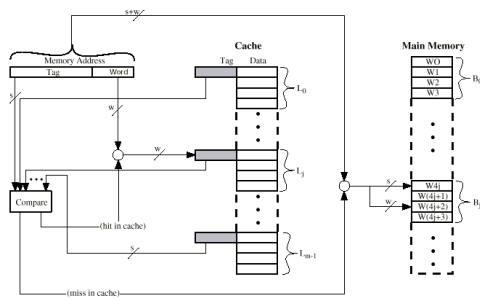 s+w
Cache
Main Memory
Memory Address
Tag
Word
Tag
Data
W0
W1
W2
W3
B0
L0
s
w
w
Lj
s
w
W4j
W(4j+1)
W(4j+2)
W(4j+3)
Bj
Compare
(hit in cache)
s
Lm-1
(miss in cache)